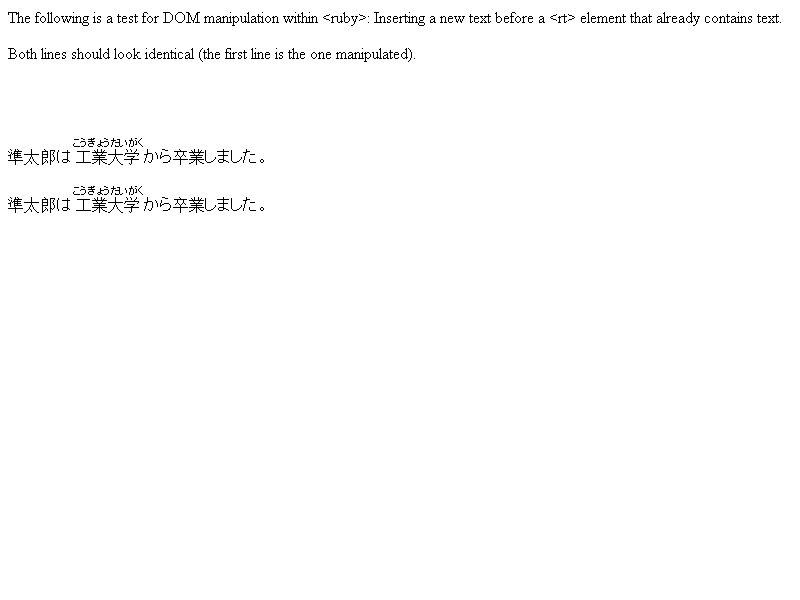 The following is a test for DOM manipulation within <ruby>: Inserting a new text before a <rt> element that already contains text.
Both lines should look identical (the first line is the one manipulated).
こうぎょうだいがく
準太郎は 工業大学 から卒業しました。
こうぎょうだいがく
準太郎は 工業大学 から卒業しました。